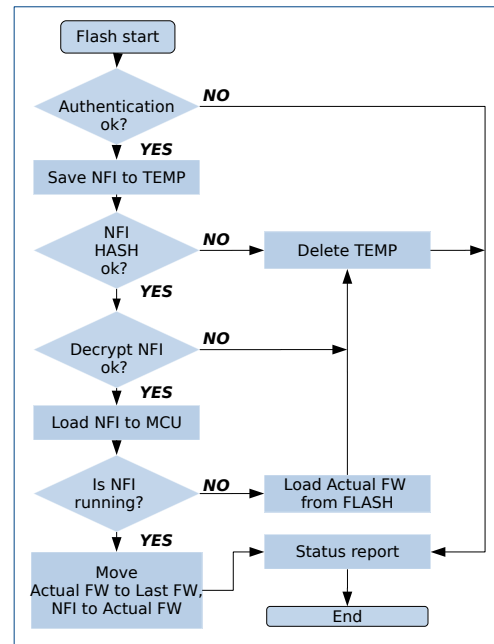 Flash start
Authentication
ok?
NO
YES
Save NFI to TEMP
NFI
HASH
ok?
NO
Delete TEMP
YES
Decrypt NFI
ok?
NO
YES
Load NFI to MCU
Is NFI
running?
NO
Load Actual FW
from FLASH
YES
Move
Actual FW to Last FW,
NFI to Actual FW
Status report
End